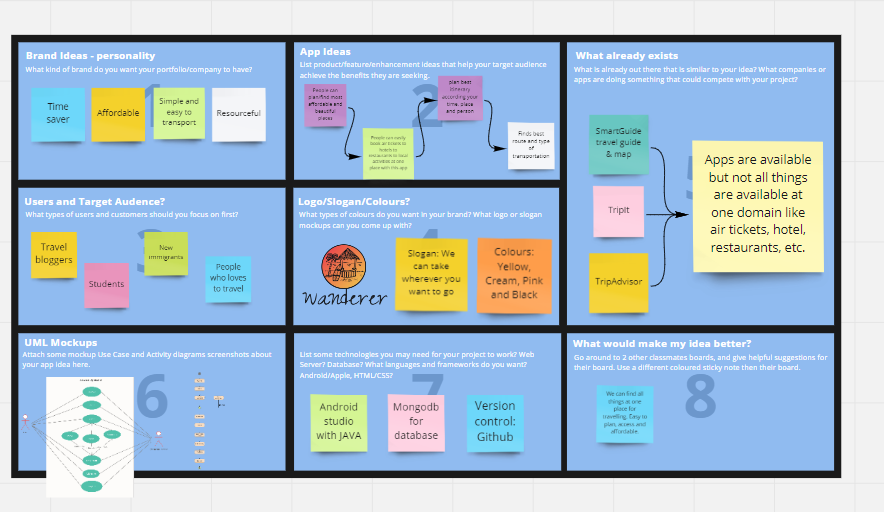 Brand Ideas - personality
What kind of brand do you want your portfolio/company to have?
Time
saver
Affordable
Simple and
easy to
transport
Resourceful
1
App Ideas
List product/feature/enhancement ideas that help your target audience
achieve the benefits they are seeking.
People can
plan/find most
affordable and
beautiful
places
2
People can easily
book air tickets to
hotels to
restaurants to local
activities at one
place with this app.
plan best
itinerary
according your
time, place
and person
Finds best
route and type
of
transportation
What already exists
What is already out there that is similar to your idea? What companies or
apps are doing something that could compete with your project?
SmartGuide
travel guide
& map
TripIt
TripAdvisor
5
Apps are available
but not all things
are available at
one domain like
air tickets, hotel,
restaurants, etc.
Users and Target Audience?
What types of users and customers should you focus on first?
Travel
bloggers
Students
3
New
immigrants
People
who loves
to travel
Logo/Slogan/Colours?
What types of colours do you want in your brand? What logo or slogan
mockups can you come up with?
4
Wanderer
Slogan: We
can take
wherever you
want to go
Colours:
Yellow,
Cream, Pink
and Black
UML Mockups
Attach some mockup Use Case and Activity diagrams screenshots about
your app idea here.
6
List some technologies you may need for your project to work? Web
Server? Database? What languages and frameworks do you want?
Android/Apple, HTML/CSS?
7
Android
studio
with JAVA
Mongodb
for
database
Version
control:
Github
What would make my idea better?
Go around to 2 other classmates boards, and give helpful suggestions for
their board. Use a different coloured sticky note then their board.
8
We can find all
things in one
place for
travelling. Easy to
plan, access and
affordable.